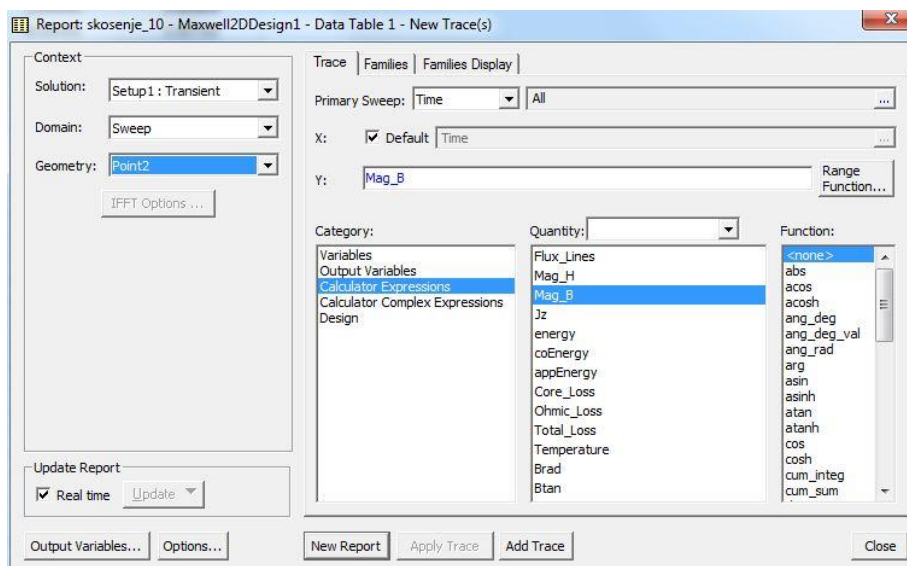 Report: skosenje_10 - Maxwell2DDesign1 - Data Table 1 - New Trace(s)
Context
Solution: Setup1 : Transient
Domain: Sweep
Geometry: Point2
IFFT Options ...
Update Report
Real time Update
Output Variables... Options...
Trace Families Families Display
Primary Sweep: Time All ...
X: Default Time ...
Y: Mag_B Range Function...
Category:
Variables
Output Variables
Calculator Expressions
Calculator Complex Expressions
Design
Quantity:
Flux_Lines
Mag_H
Mag_B
Jz
energy
coEnergy
appEnergy
Core_Loss
Ohmic_Loss
Total_Loss
Temperature
Brad
Btan
Function:
<none>
abs
acos
acosh
ang_deg
ang_deg_val
ang_rad
arg
asin
asinh
atan
atanh
cos
cosh
cum_integ
cum_sum
New Report Apply Trace Add Trace Close